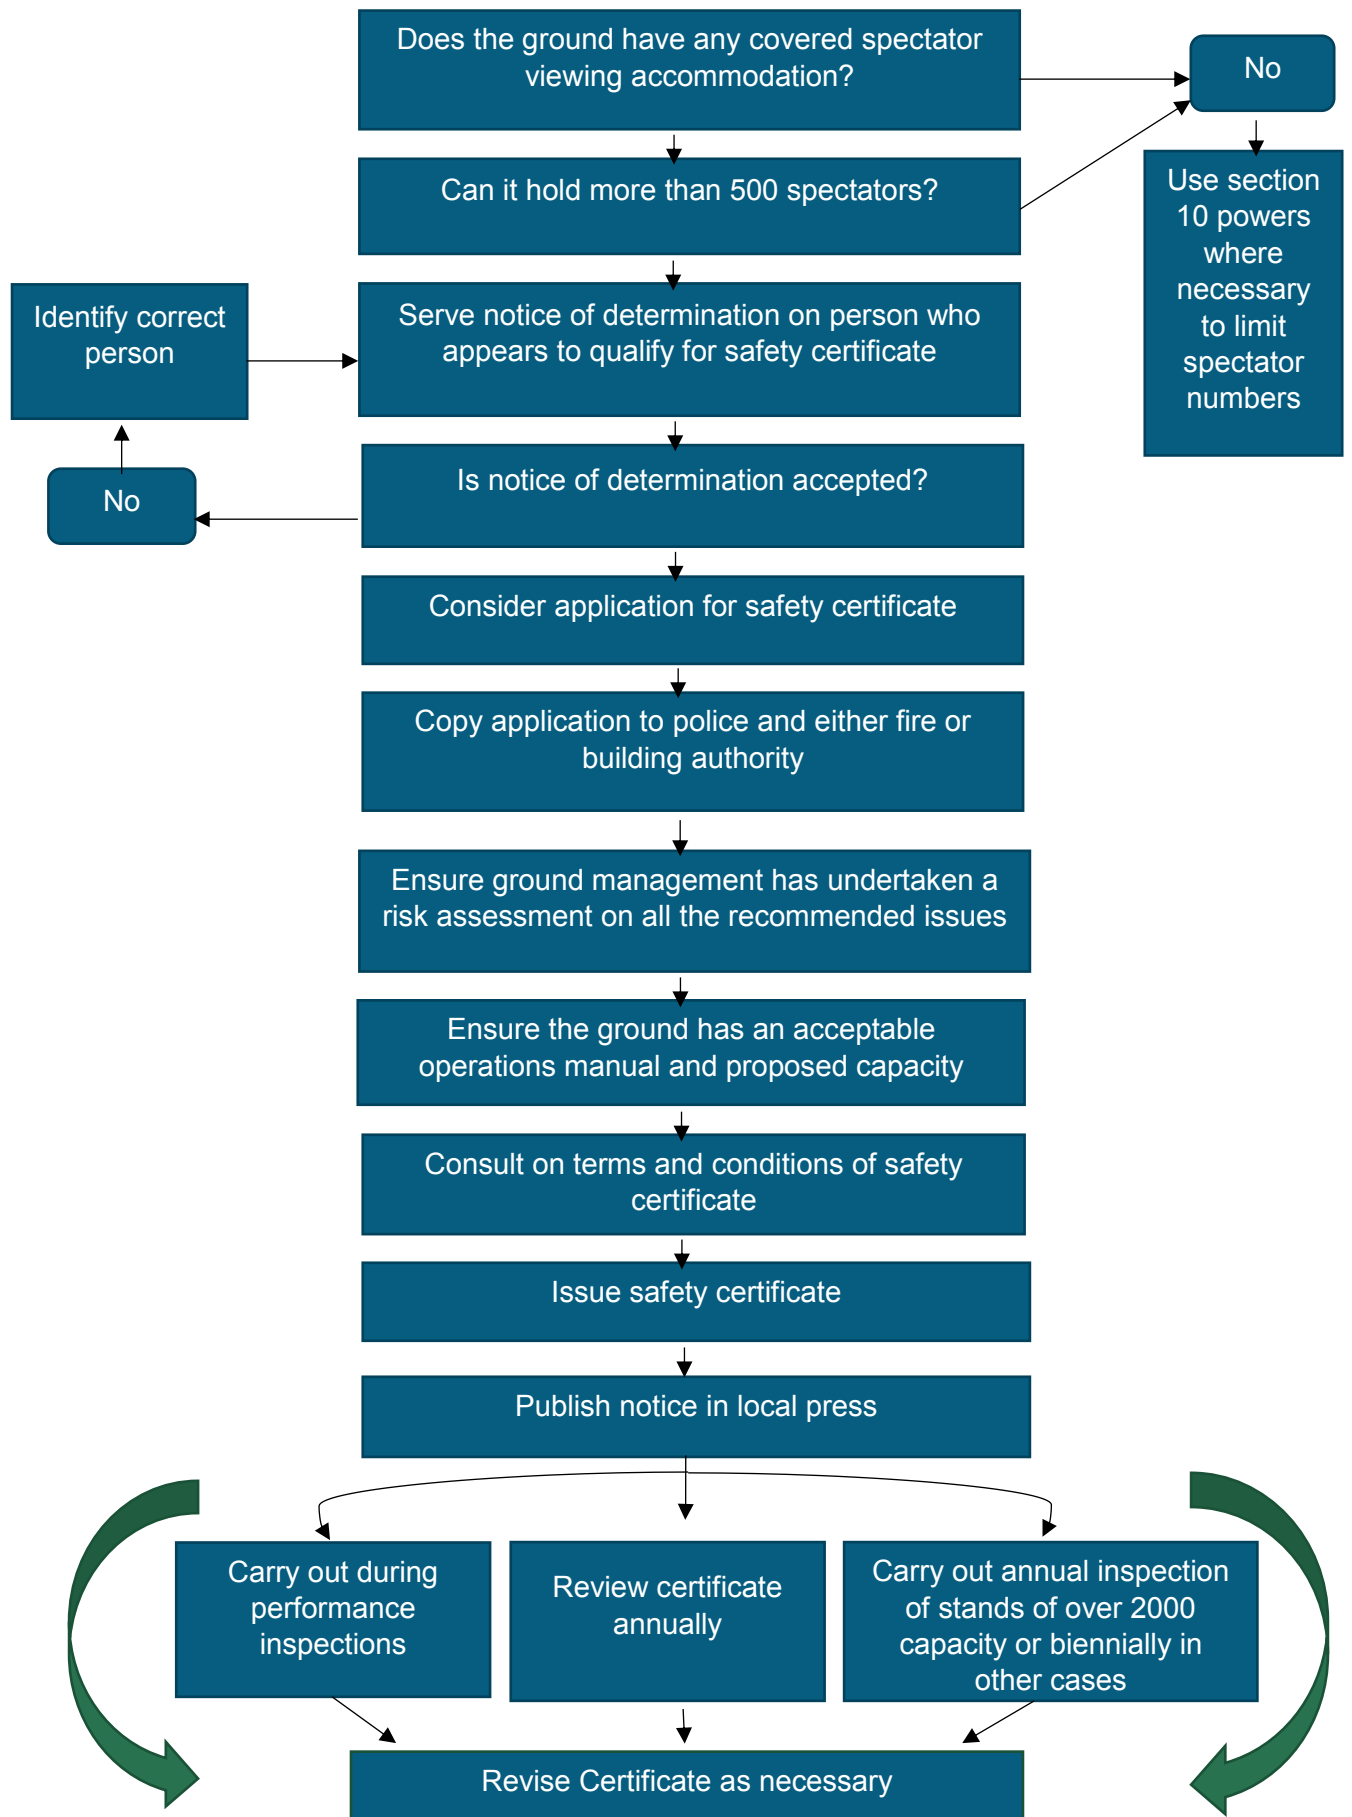 Does the ground have any covered spectator
viewing accommodation?
No
Can it hold more than 500 spectators?
Use section
10 powers
where
necessary
to limit
spectator
numbers
Serve notice of determination on person who
appears to qualify for safety certificate
Identify correct
person
Is notice of determination accepted?
No
Consider application for safety certificate
Copy application to police and either fire or
building authority
Ensure ground management has undertaken a
risk assessment on all the recommended issues
Ensure the ground has an acceptable
operations manual and proposed capacity
Consult on terms and conditions of safety
certificate
Issue safety certificate
Publish notice in local press
Carry out during
performance
inspections
Review certificate
annually
Carry out annual inspection
of stands of over 2000
capacity or biennially in
other cases
Revise Certificate as necessary